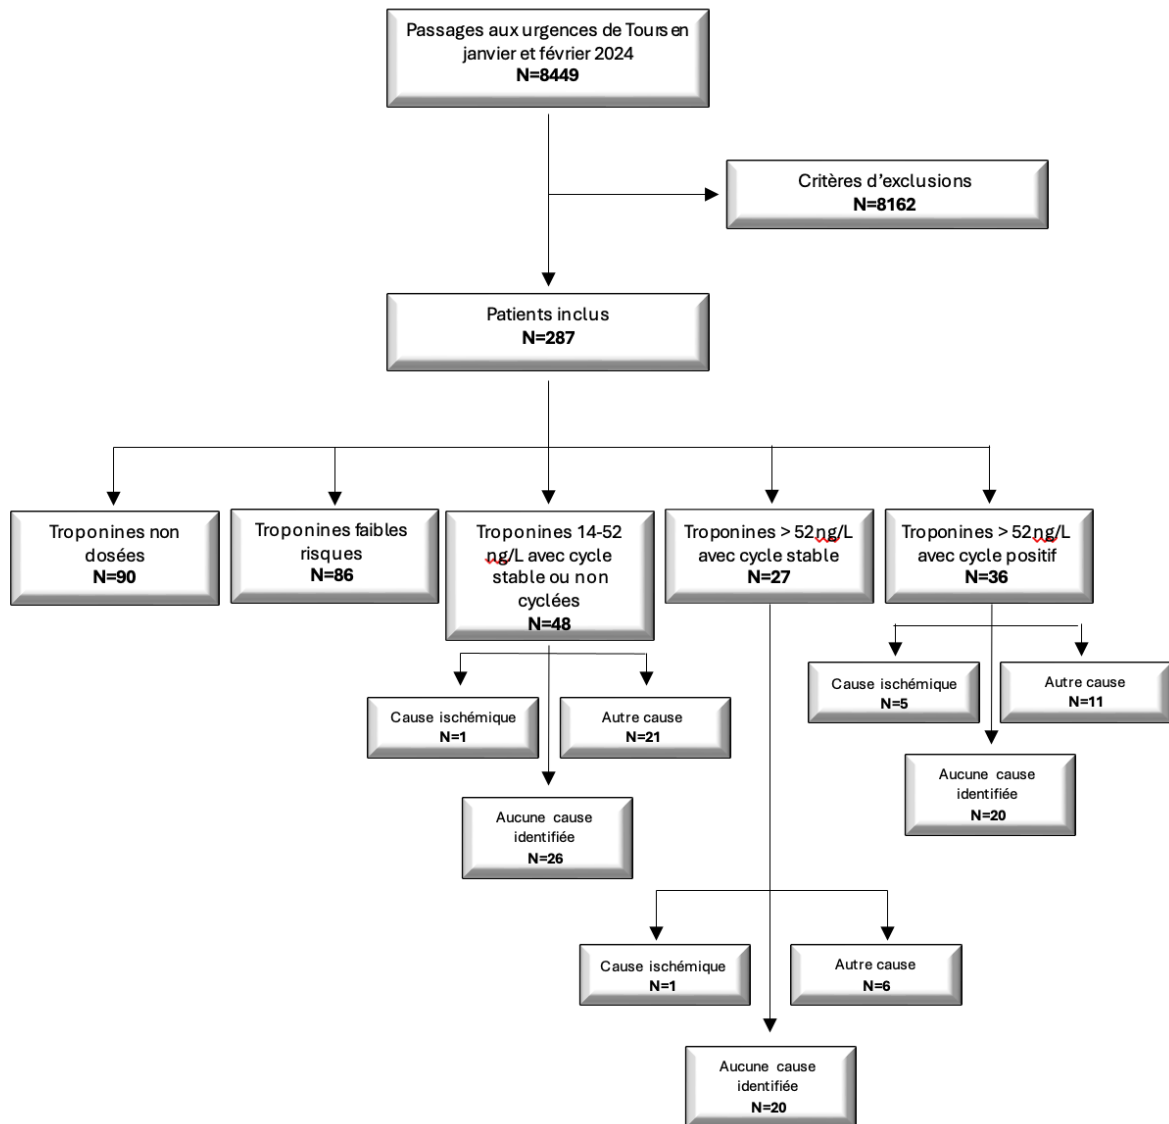 Passages aux urgences de Tours en
janvier et février 2024
N=8449
Critères d'exclusions
N=8162
Patients inclus
N=287
Troponines non
dosées
N=90
Troponines faibles
risques
N=86
Troponines 14-52
ng/L avec cycle
stable ou non
cyclées
N=48
Troponines > 52ng/L
avec cycle stable
N=27
Troponines > 52ng/L
avec cycle positif
N=36
Cause ischémique
N=1
Autre cause
N=21
Aucune cause
identifiée
N=26
Cause ischémique
N=5
Autre cause
N=11
Aucune cause
identifiée
N=20
Cause ischémique
N=1
Autre cause
N=6
Aucune cause
identifiée
N=20